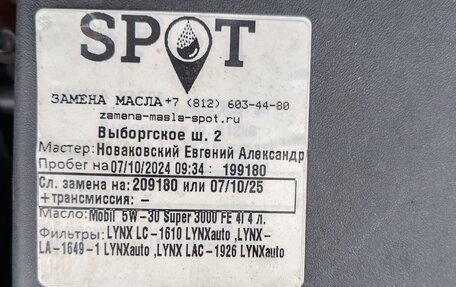 SPOT
ЗАМЕНА МАСЛА+7 (812) 603-44-80
zamena-masla-spot.ru
Выборгское ш. 2
Мастер: Новаковский Евгений Александр
Пробег на07/10/2024 09:34 : 199180
Сл. замена на: 209180 или 07/10/25
+трансмиссия: –
Масло: Mobil 5W-30 Super 3000 FE 4l 4 л.
Фильтры: LYNX LC-1610 LYNXauto ,LYNX-
LA-1649-1 LYNXauto ,LYNX LAC-1926 LYNXauto